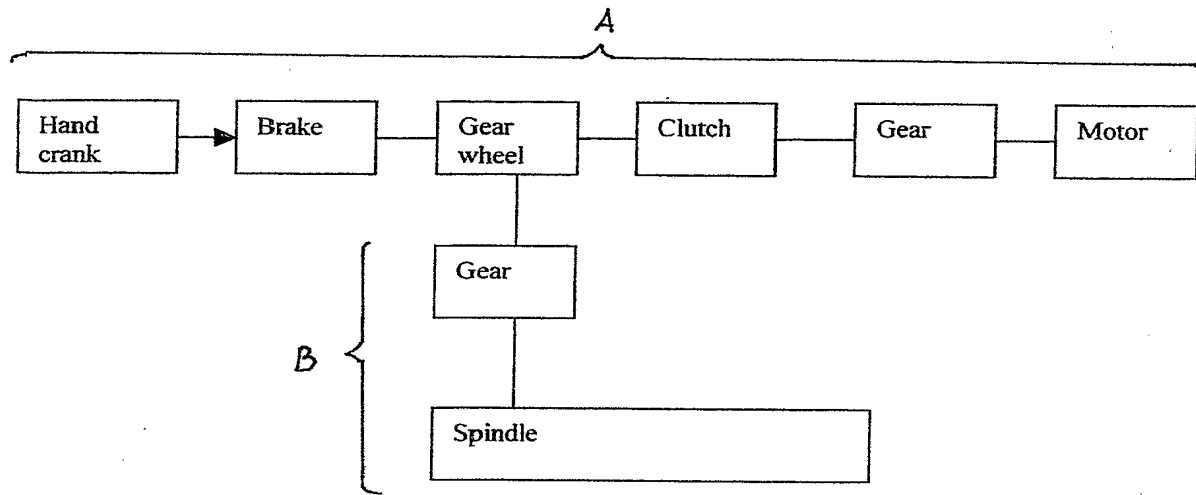 A
Hand
crank
Brake
Gear
wheel
Clutch
Gear
Motor
Gear
B
Spindle